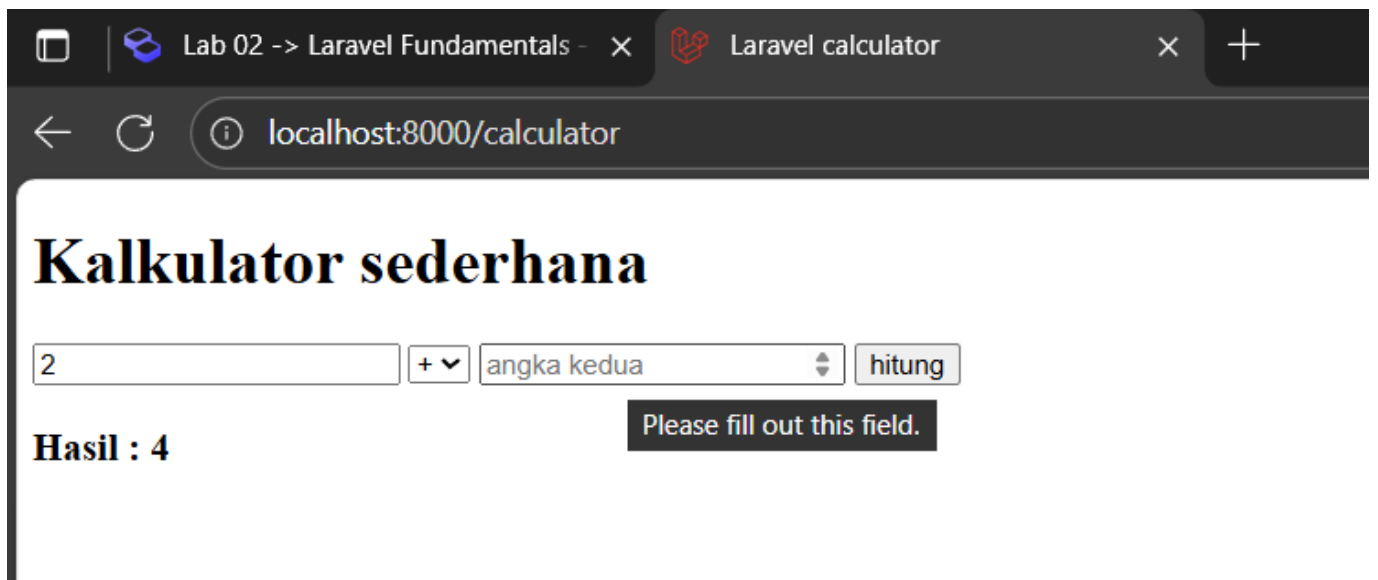 Lab 02 -> Laravel Fundamentals -
Laravel calculator
localhost:8000/calculator
Kalkulator sederhana
2 + angka kedua hitung
Please fill out this field.
Hasil : 4